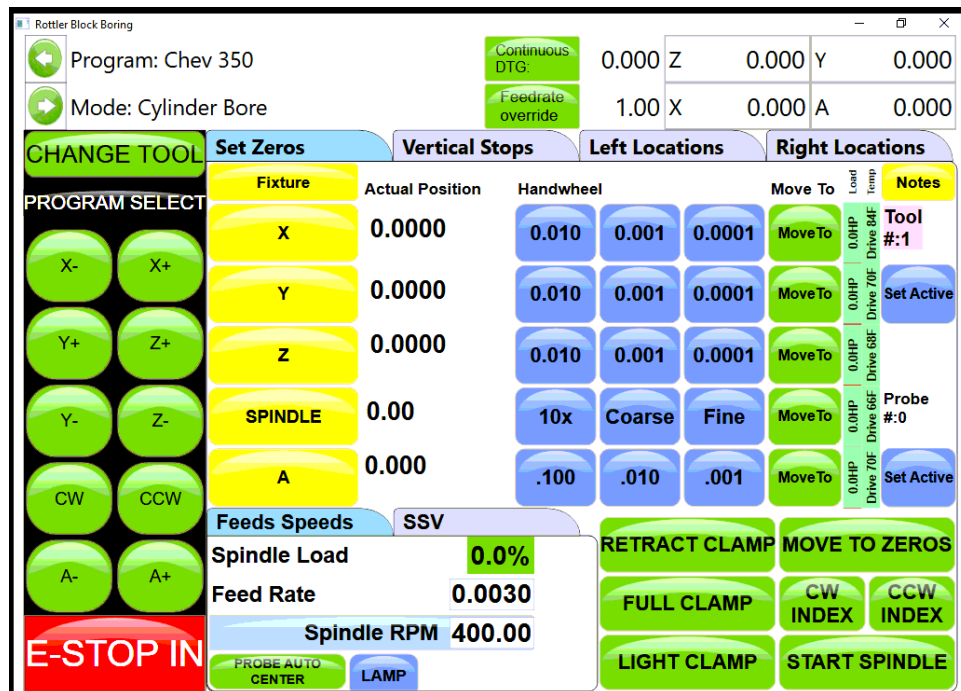 Rottler Block Boring
Program: Chev 350
Continuous DTG: 0.000 Z 0.000 Y 0.000
Mode: Cylinder Bore
Feedrate override 1.00 X 0.000 A 0.000
CHANGE TOOL
PROGRAM SELECT
X- X+
Y+ Z+
Y- Z-
CW CCW
A- A+
E-STOP IN
Set Zeros Vertical Stops Left Locations Right Locations
Fixture Actual Position Handwheel Move To Load Temp Notes
X 0.0000 0.010 0.001 0.0001 MoveTo 0.0HP Drive 84F
Tool
#:1
Y 0.0000 0.010 0.001 0.0001 MoveTo 0.0HP Drive 70F Set Active
Z 0.0000 0.010 0.001 0.0001 MoveTo 0.0HP Drive 68F
SPINDLE 0.00 10x Coarse Fine MoveTo 0.0HP Drive 66F
Probe
#:0
A 0.000 .100 .010 .001 MoveTo 0.0HP Drive 70F Set Active
Feeds Speeds SSV
Spindle Load 0.0%
Feed Rate 0.0030
Spindle RPM 400.00
PROBE AUTO
CENTER
LAMP
RETRACT CLAMP MOVE TO ZEROS
FULL CLAMP
CW
INDEX
CCW
INDEX
LIGHT CLAMP START SPINDLE